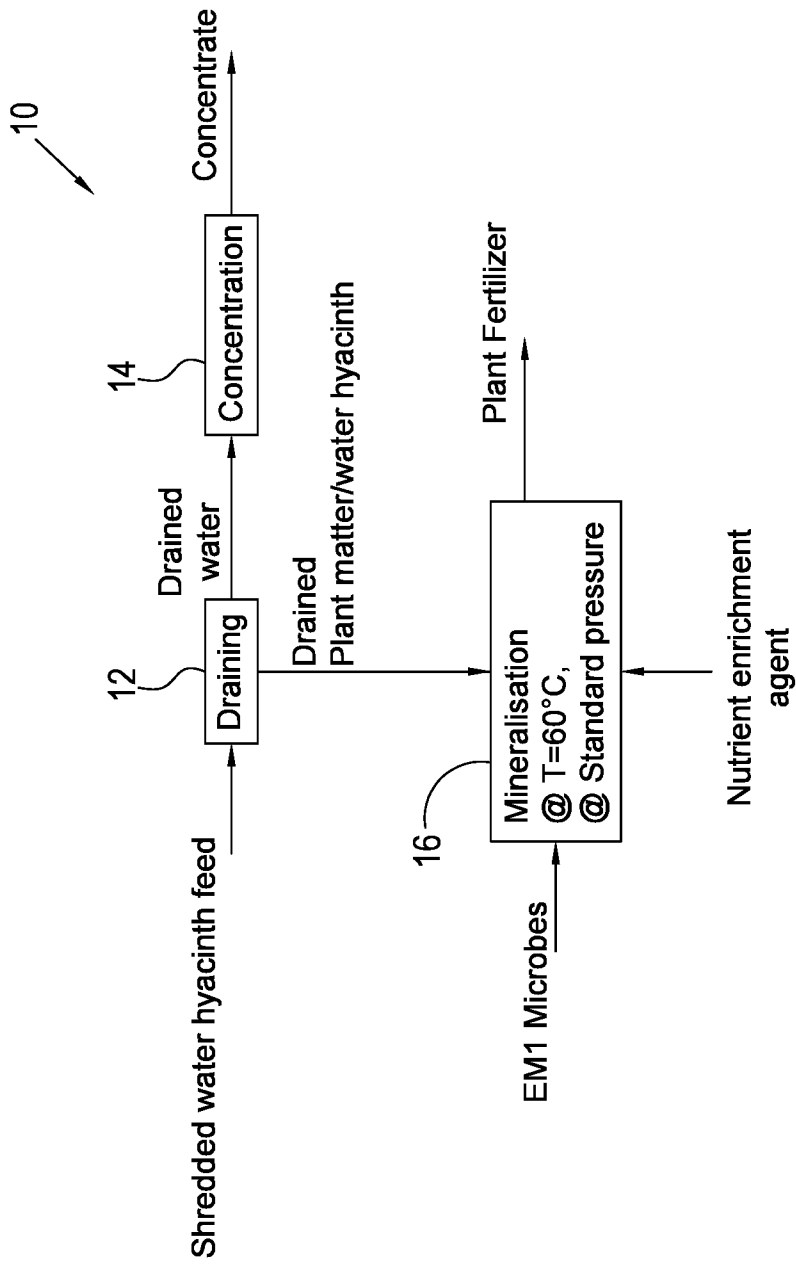 10
Shredded water hyacinth feed
12
Draining
Drained
water
14
Concentration
Concentrate
Drained
Plant matter/water hyacinth
EM1 Microbes
16
Mineralisation
@ T=60°C,
@ Standard pressure
Plant Fertilizer
Nutrient enrichment
agent